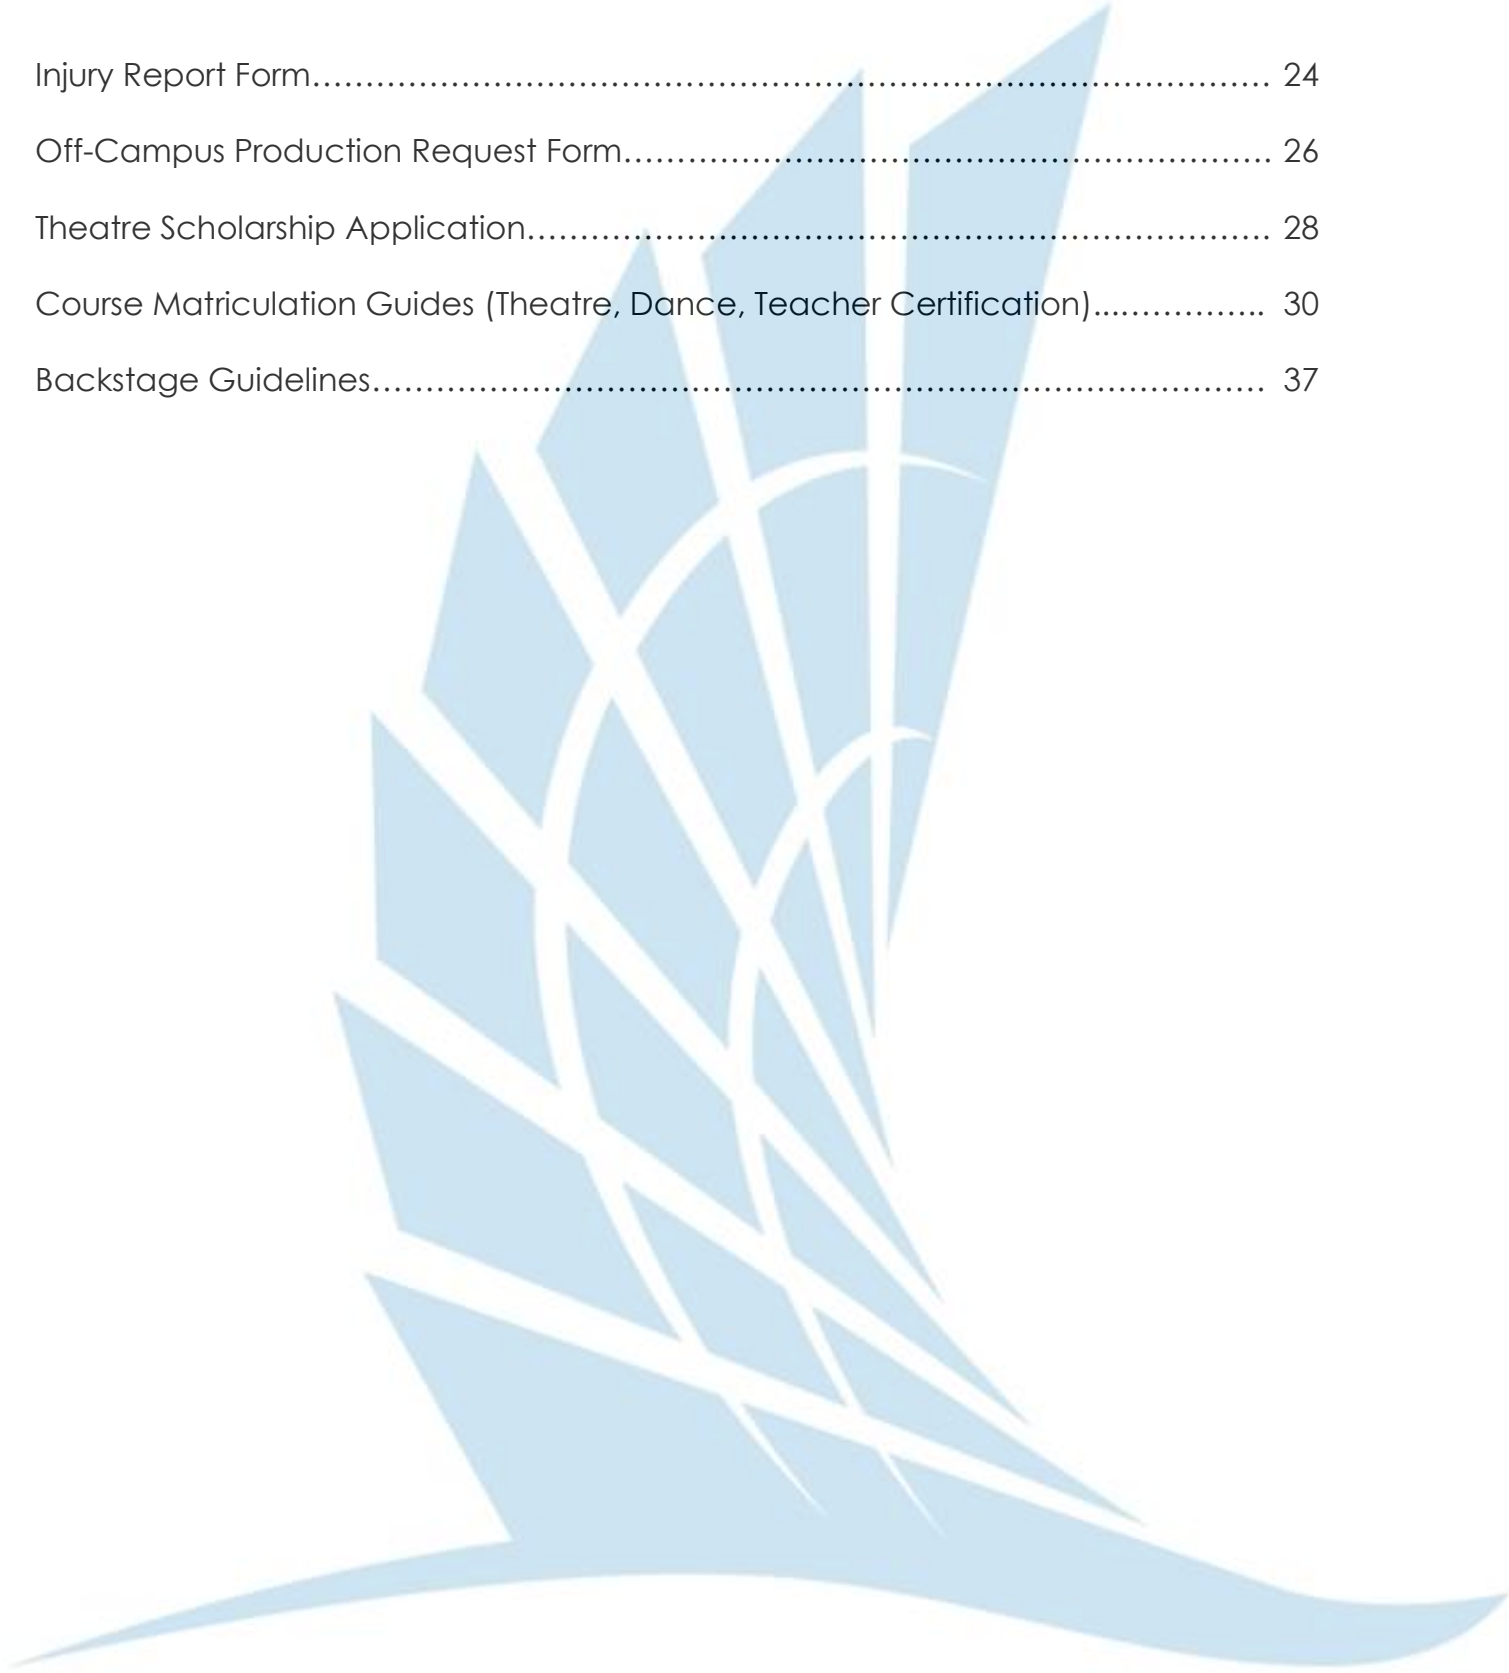 Injury Report Form…………………………………………………………………………………… 24
Off-Campus Production Request Form………………………………………………………… 26
Theatre Scholarship Application………………………………………………………………… 28
Course Matriculation Guides (Theatre, Dance, Teacher Certification)...…………….. 30
Backstage Guidelines……………………………………………………………………………… 37